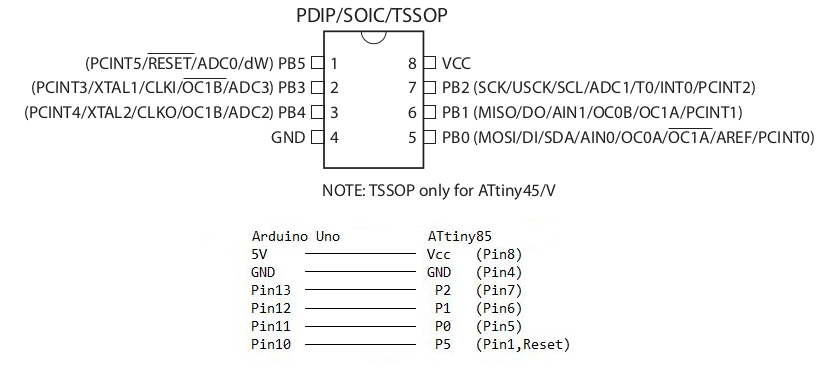 PDIP/SOIC/TSSOP
(PCINT5/RESET/ADC0/dW) PB5 1 8 VCC
(PCINT3/XTAL1/CLKI/OC1B/ADC3) PB3 2 7 PB2 (SCK/USCK/SCL/ADC1/T0/INT0/PCINT2)
(PCINT4/XTAL2/CLKO/OC1B/ADC2) PB4 3 6 PB1 (MISO/DO/AIN1/OC0B/OC1A/PCINT1)
GND 4 5 PB0 (MOSI/DI/SDA/AIN0/OC0A/OC1A/AREF/PCINT0)
NOTE: TSSOP only for ATtiny45/V
Arduino Uno ATtiny85
5V Vcc (Pin8)
GND GND (Pin4)
Pin13 P2 (Pin7)
Pin12 P1 (Pin6)
Pin11 P0 (Pin5)
Pin10 P5 (Pin1,Reset)